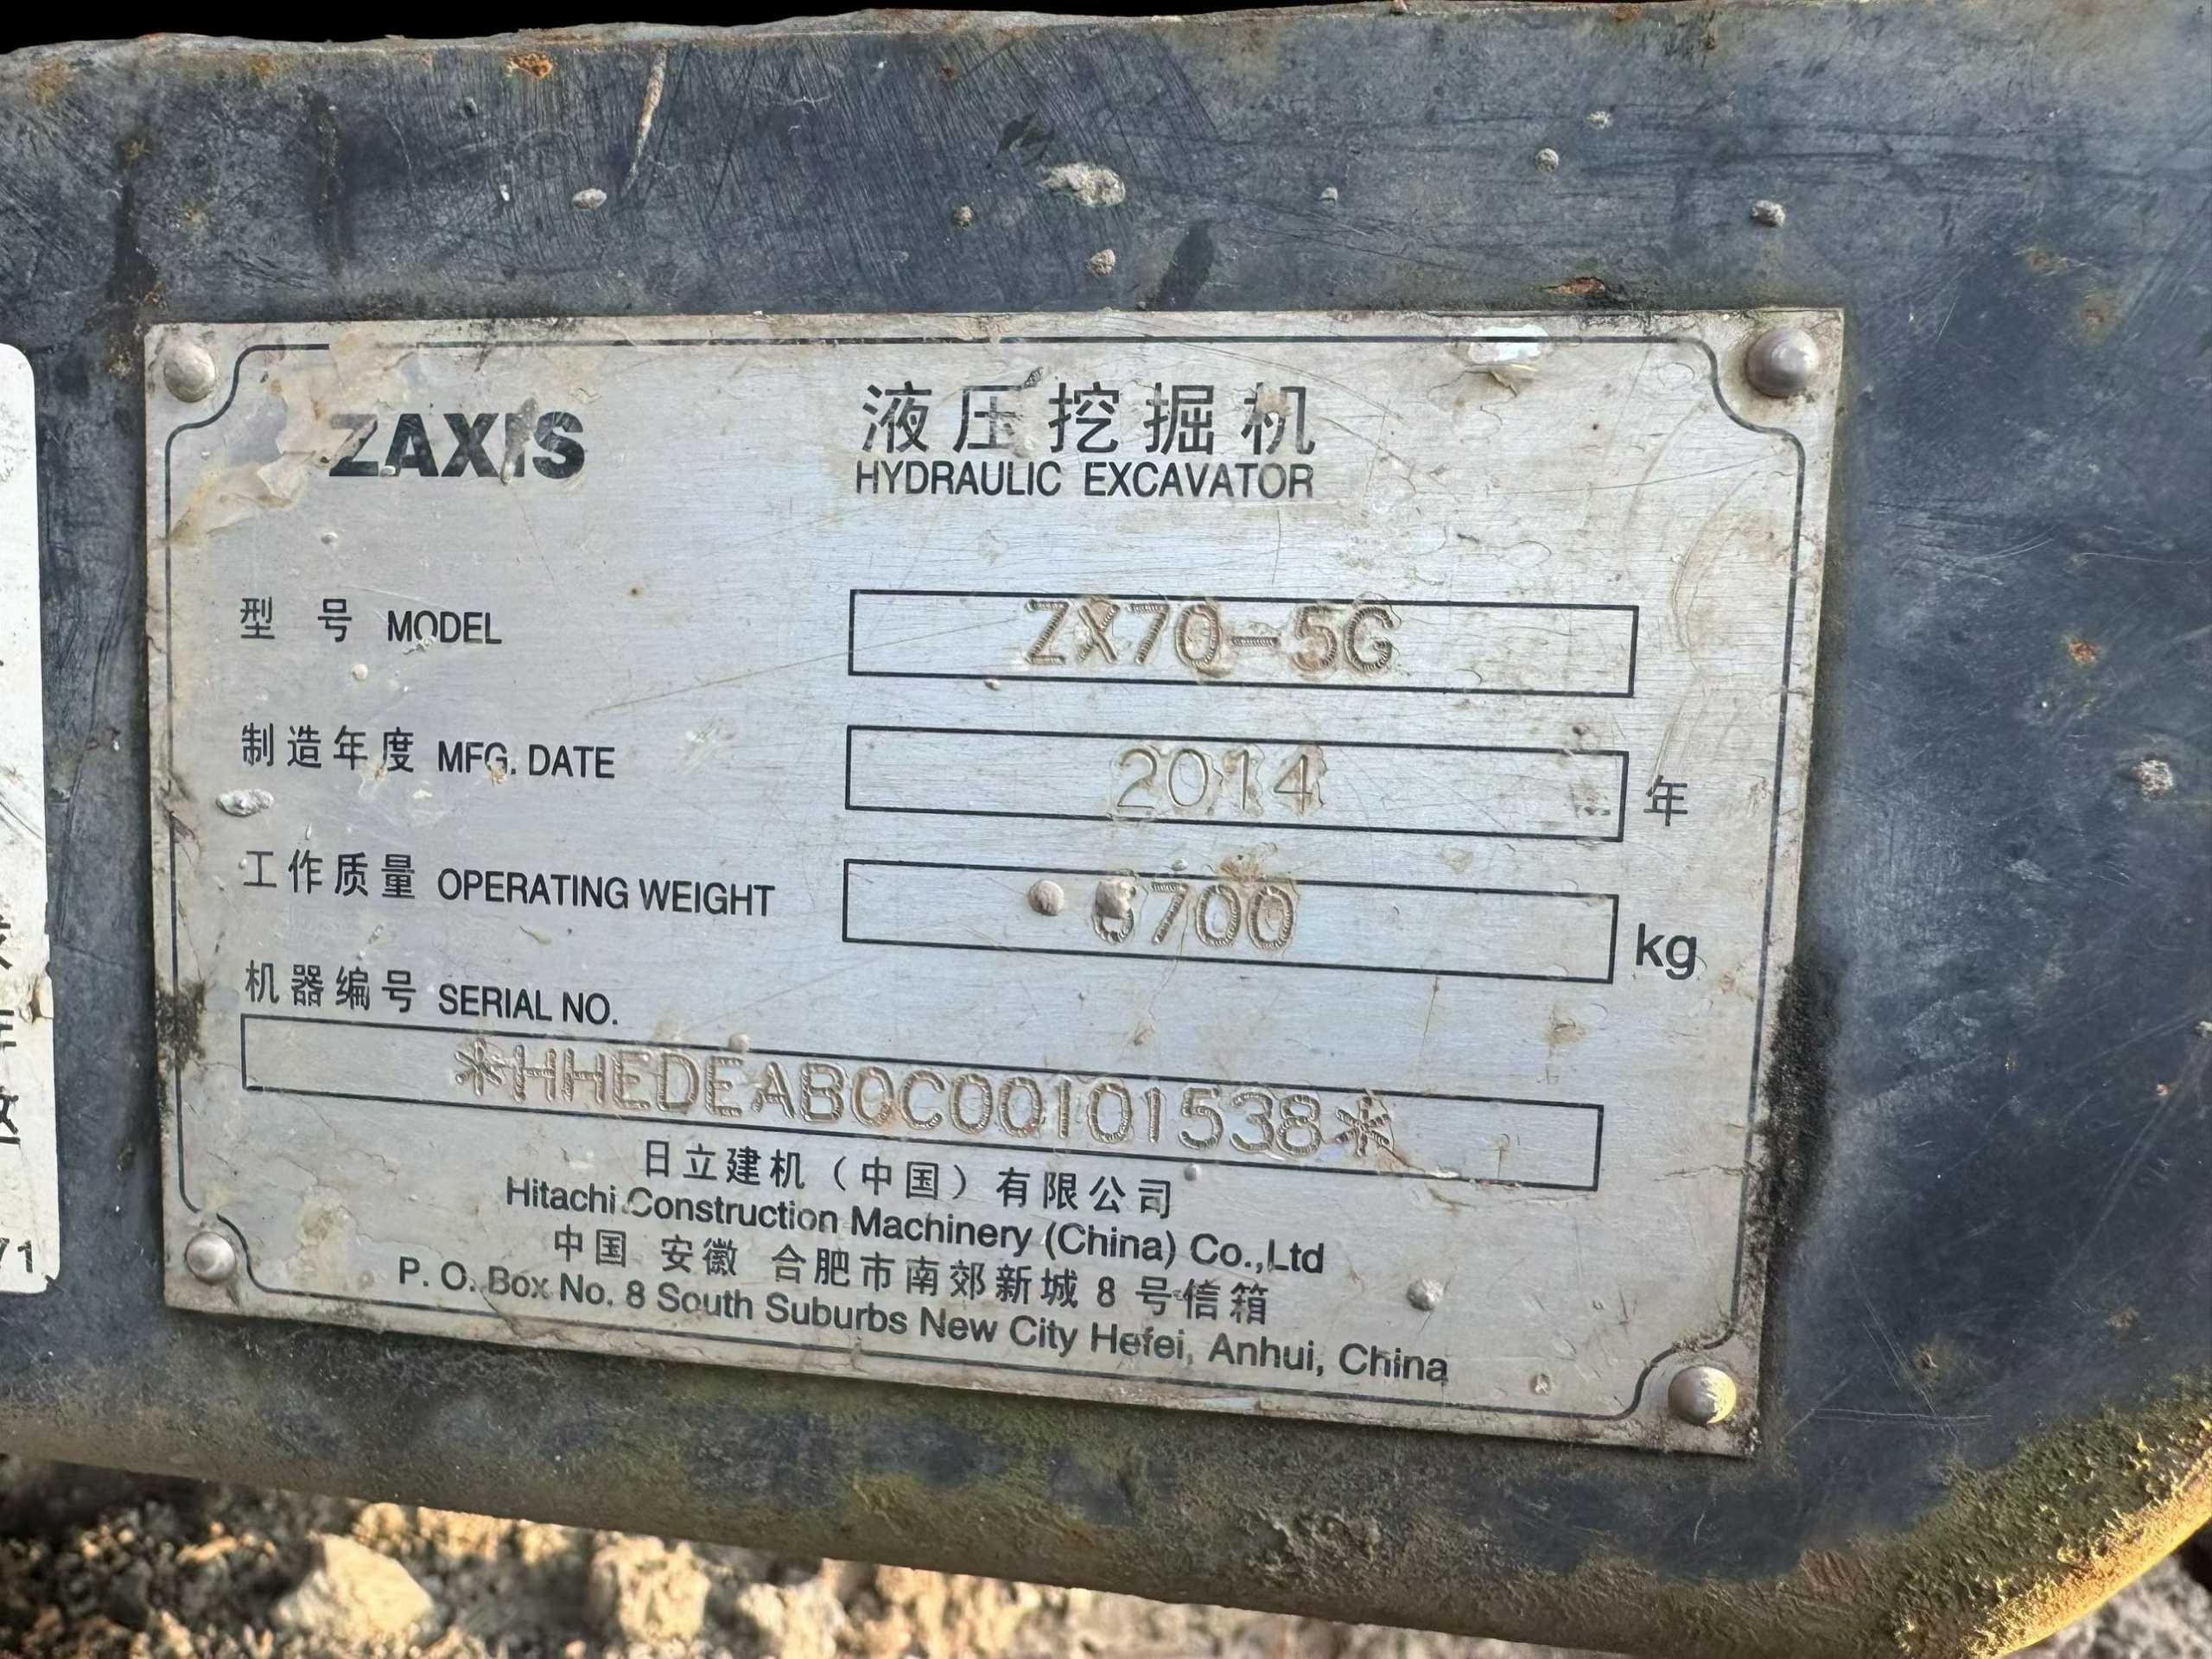 ZAXIS
液压挖掘机
HYDRAULIC EXCAVATOR
型号 MODEL ZX70-5G
制造年度 MFG. DATE 2014 年
工作质量 OPERATING WEIGHT 6700 kg
机器编号 SERIAL NO.
*HHEDEAB0C00101538*
日立建机（中国）有限公司
Hitachi Construction Machinery (China) Co.,Ltd
中国 安徽 合肥市南郊新城 8 号信箱
P. O. Box No. 8 South Suburbs New City Hefei, Anhui, China
71